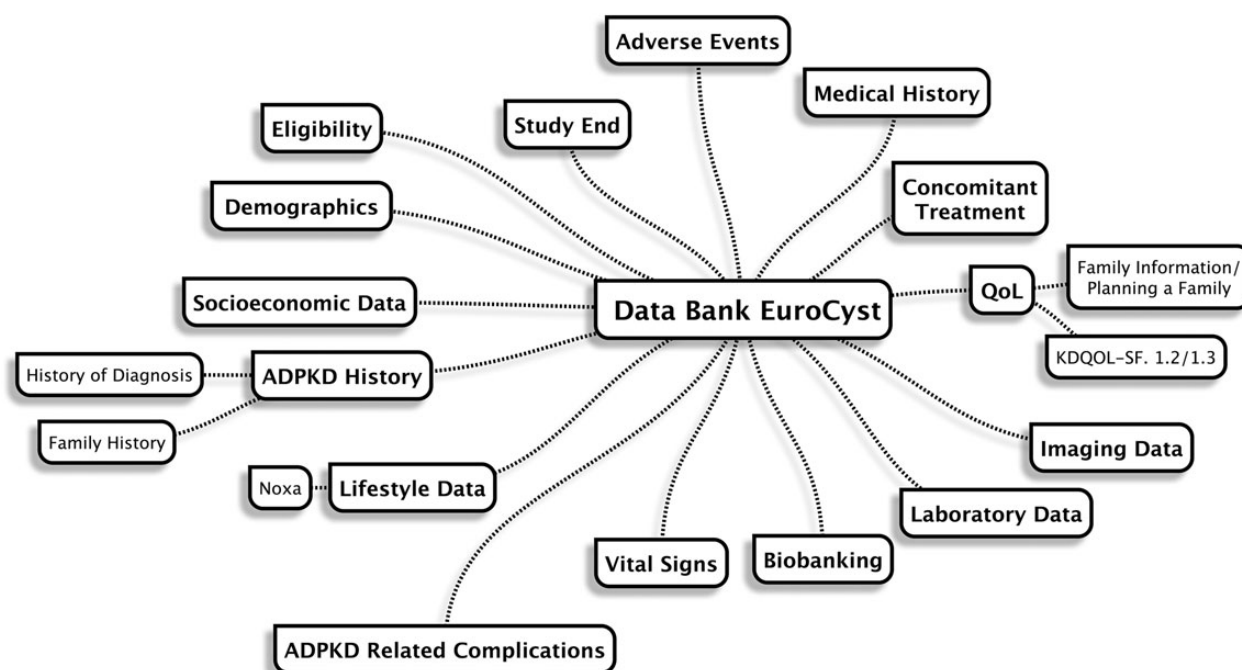 Adverse Events
Medical History
Study End
Eligibility
Concomitant
Treatment
Demographics
Family Information/
Planning a Family
QoL
Socioeconomic Data
Data Bank EuroCyst
KDQOL-SF. 1.2/1.3
History of Diagnosis
ADPKD History
Family History
Imaging Data
Noxa
Lifestyle Data
Laboratory Data
Vital Signs
Biobanking
ADPKD Related Complications